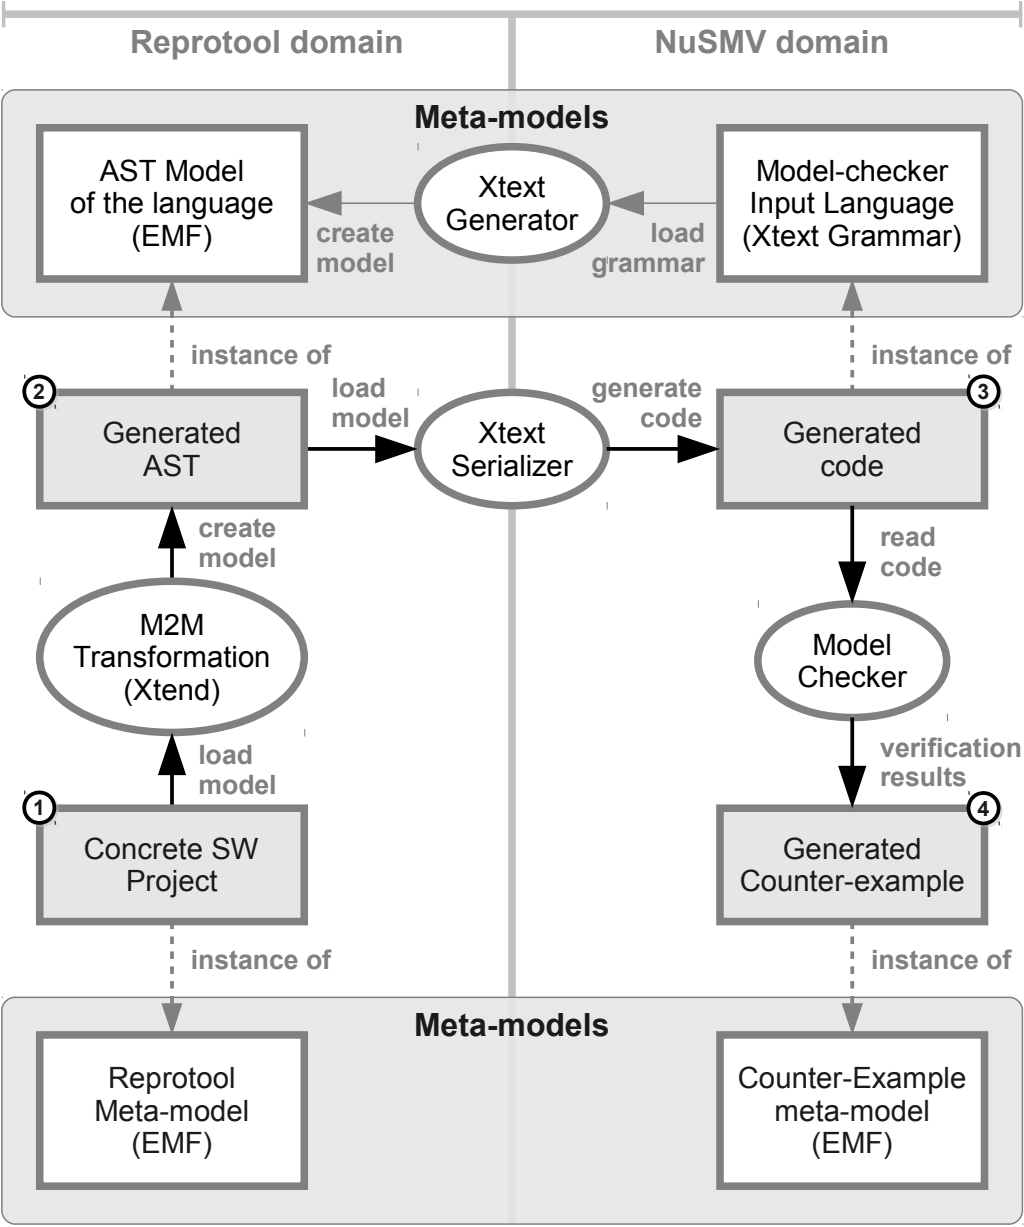 Reprotool domain
NuSMV domain
Meta-models
AST Model
of the language
(EMF)
Xtext
Generator
Model-checker
Input Language
(Xtext Grammar)
create
model
load
grammar
instance of
instance of
2
Generated
AST
load
model
Xtext
Serializer
generate
code
3
Generated
code
create
model
read
code
M2M
Transformation
(Xtend)
Model
Checker
load
model
verification
results
1
Concrete SW
Project
4
Generated
Counter-example
instance of
instance of
Meta-models
Reprotool
Meta-model
(EMF)
Counter-Example
meta-model
(EMF)